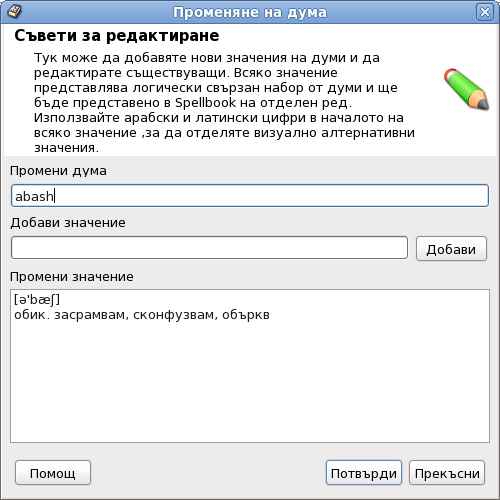 Променяне на дума
Съвети за редактиране
Тук може да добавяте нови значения на думи и да
редактирате съществуващи. Всяко значение
представлява логически свързан набор от думи и ще
бъде представено в Spellbook на отделен ред.
Използвайте арабски и латински цифри в началото на
всяко значение ,за да отделяте визуално алтернативни
значения.
Промени дума
abash
Добави значение
Добави
Промени значение
[ə'bæʃ]
обик. засрамвам, сконфузвам, обърkв
Помощ
Потвърди
Прекъсни